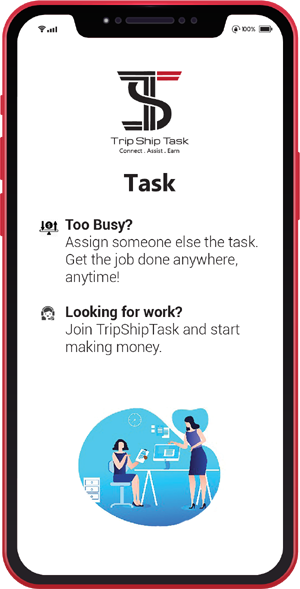 100%
Trip Ship Task
Connect . Assist . Earn
Task
Too Busy?
Assign someone else the task.
Get the job done anywhere,
anytime!
Looking for work?
Join TripShipTask and start
making money.